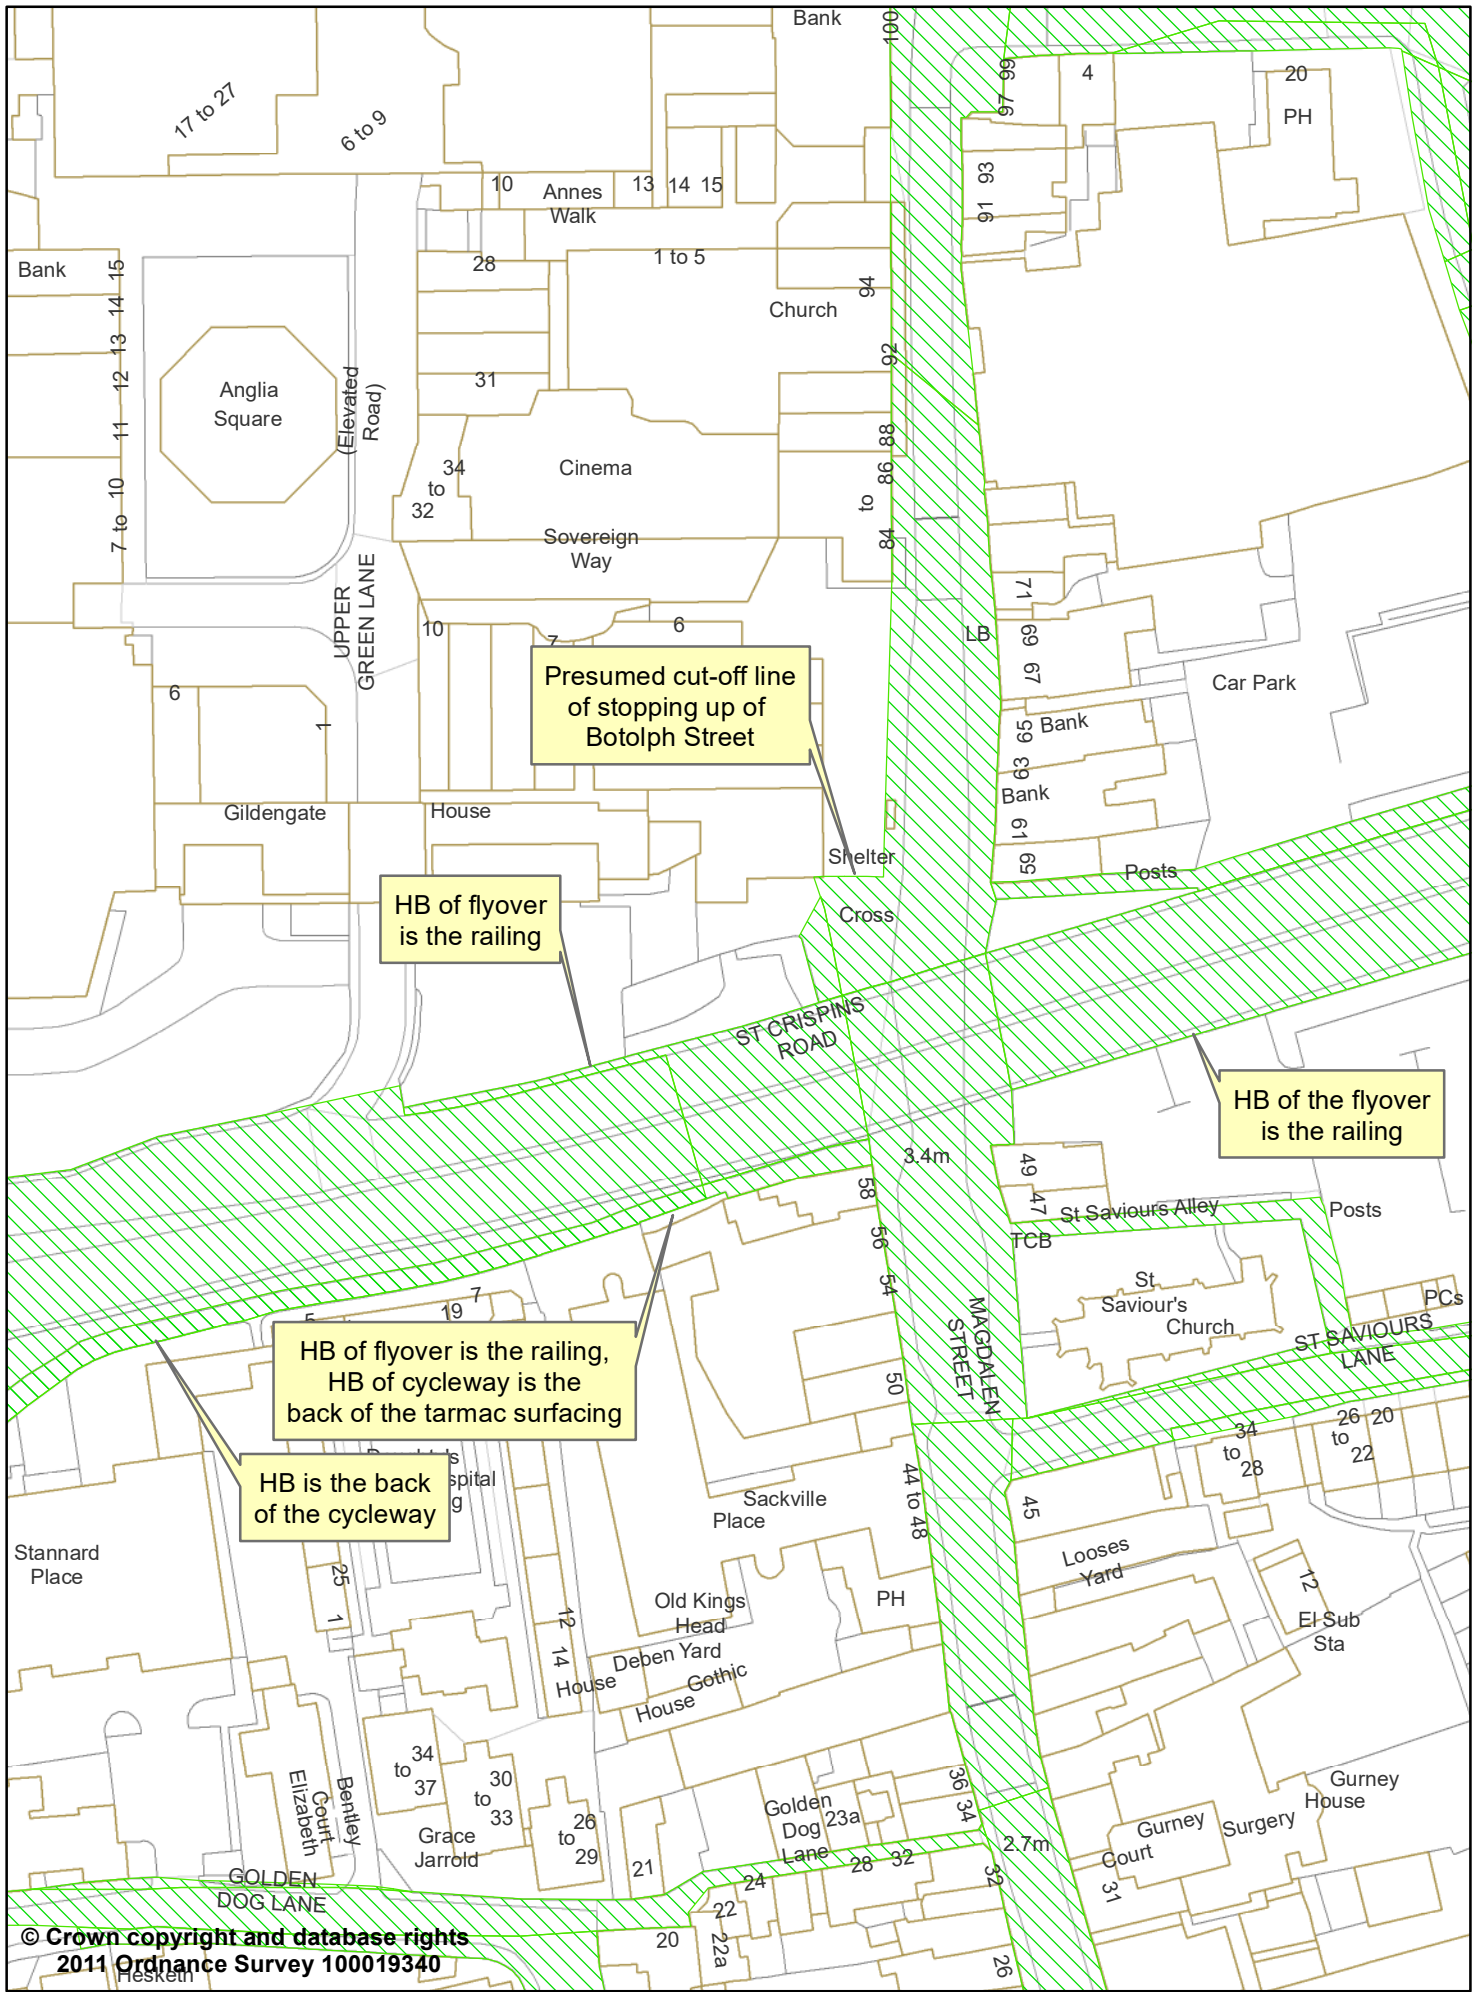 Bank
100
17 to 27
6 to 9
97 99
4
20
PH
10
Annes
Walk
13
14
15
93
91
Bank
15
14
13
12
11
7 to 10
28
1 to 5
94
Church
92
31
Anglia
Square
(Elevated
Road)
34
to
32
Cinema
88
84 to 86
Sovereign
Way
UPPER
GREEN LANE
71
LB
69
67
10
7
6
Car Park
Presumed cut-off line
of stopping up of
Botolph Street
6
1
65
Bank
63
Bank
61
59
Gildengate
House
Shelter
Posts
Cross
HB of flyover
is the railing
ST CRISPINS
ROAD
HB of the flyover
is the railing
3.4m
49
47
58
St Saviours Alley
Posts
TCB
56
54
St
Saviour's
Church
PCs
7
19
5
MAGDALEN
STREET
ST SAVIOURS
LANE
HB of flyover is the railing,
HB of cycleway is the
back of the tarmac surfacing
50
34
to
28
26
to
22
20
HB is the back
of the cycleway
's
spital
g
Sackville
Place
44 to 48
45
Looses
Yard
Stannard
Place
25
1
12
14
House
Old Kings
Head
Deben Yard
Gothic
House
PH
12
El Sub
Sta
34
to
37
30
to
33
26
to
29
Grace
Jarrold
Elizabeth
Court
Bentley
36
34
Golden
Dog
Lane
23a
Gurney
House
Gurney
Court
Surgery
2.7m
31
21
24
28
32
32
GOLDEN
DOG LANE
22
22a
20
26
© Crown copyright and database rights
2011 Ordnance Survey 100019340
Hesketh